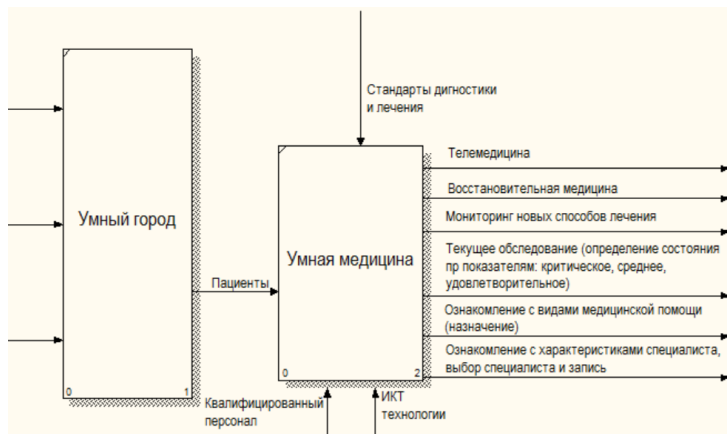 Стандарты дигностики
и лечения
Телемедицина
Восстановительная медицина
Умный город
Мониторинг новых способов лечения
Умная медицина
Текущее обследование (определение состояния
пр показателям: критическое, среднее,
удовлетворительное)
Пациенты
Ознакомление с видами медицинской помощи
(назначение)
Ознакомление с характеристиками специалиста,
выбор специалиста и запись
0
2
0
1
Квалифицированный
персонал
ИКТ
технологии